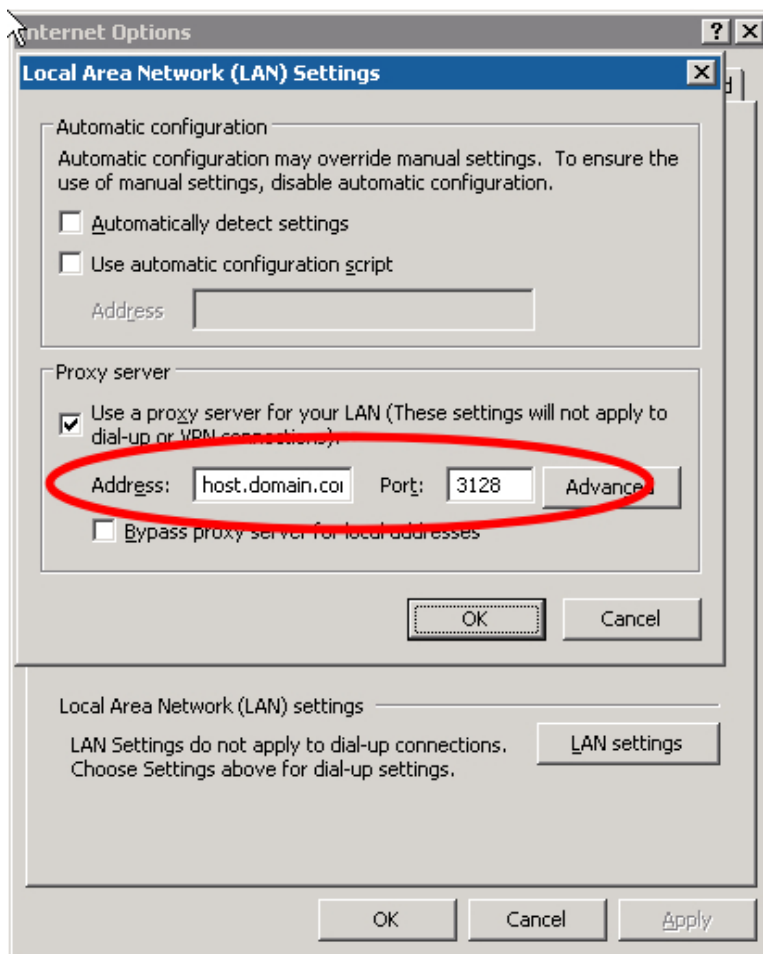 Internet Options
Local Area Network (LAN) Settings
Automatic configuration
Automatic configuration may override manual settings. To ensure the
use of manual settings, disable automatic configuration.
Automatically detect settings
Use automatic configuration script
Address
Proxy server
Use a proxy server for your LAN (These settings will not apply to
dial-up or VPN connections).
Address: host.domain.co Port: 3128 Advanced
Bypass proxy server for local addresses
OK Cancel
Local Area Network (LAN) settings
LAN Settings do not apply to dial-up connections.
Choose Settings above for dial-up settings.
LAN settings
OK Cancel Apply